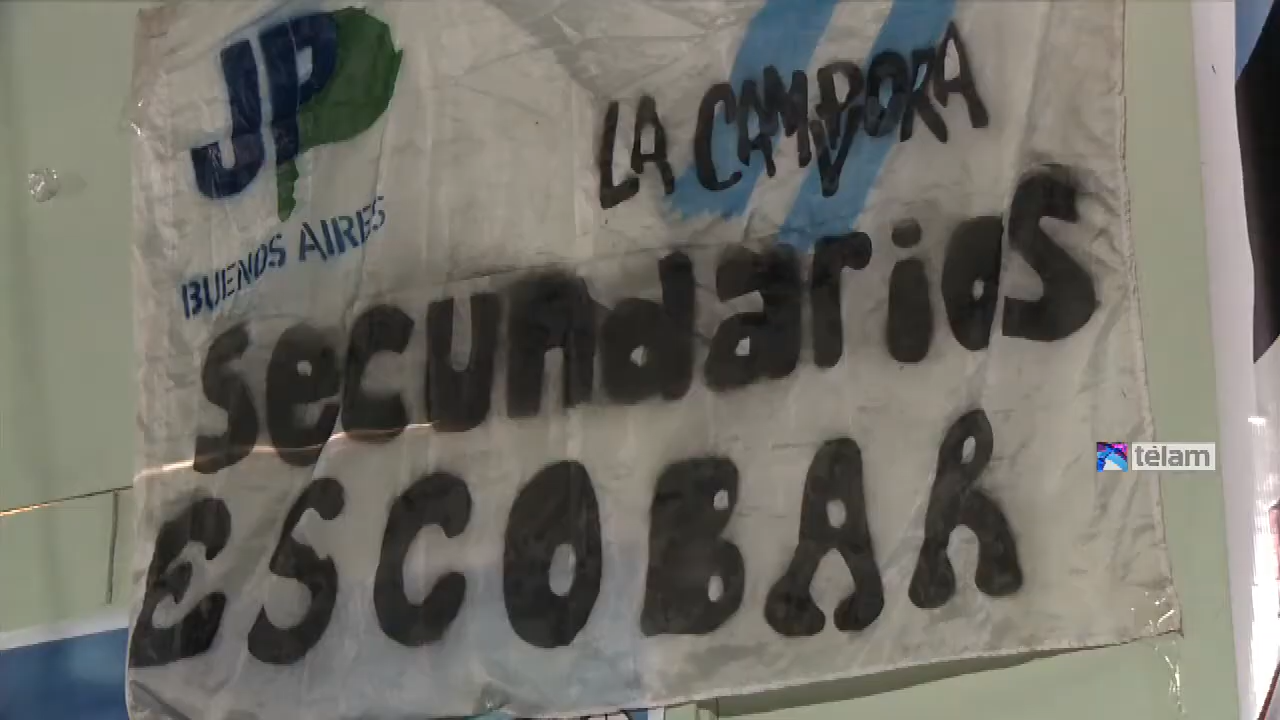 JP
BUENOS AIRES
LA CAMPORA
secundarios
ESCOBAR
télam